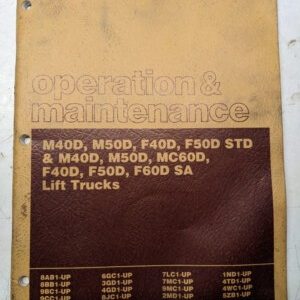 operation &
maintenance
M40D, M50D, F40D, F50D STD
& M40D, M50D, MC60D,
F40D, F50D, F60D SA
Lift Trucks
8AB1-UP 6GC1-UP 7LC1-UP 1ND1-UP
8BB1-UP 3GD1-UP 7MC1-UP 4TD1-UP
9BC1-UP 4GD1-UP 9MC1-UP 4WC1-UP
9CC1-UP 8JC1-UP 2MD1-UP 5ZB1-UP